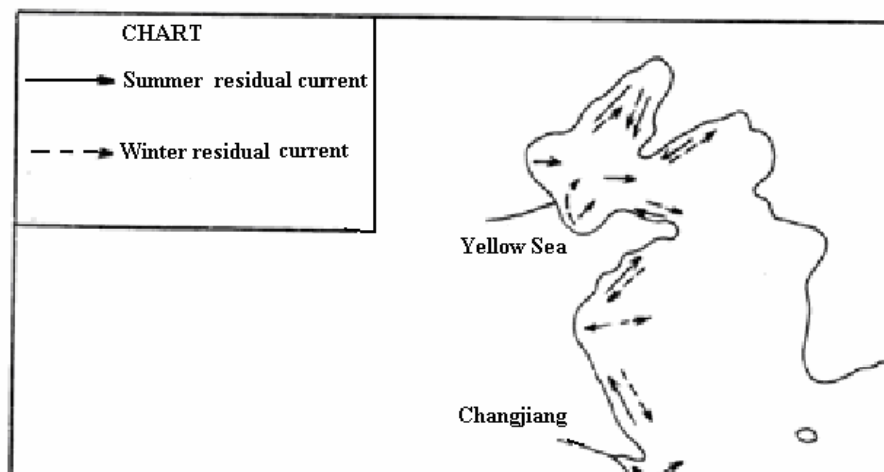 CHART
Summer residual current
Winter residual current
Yellow Sea
Changjiang